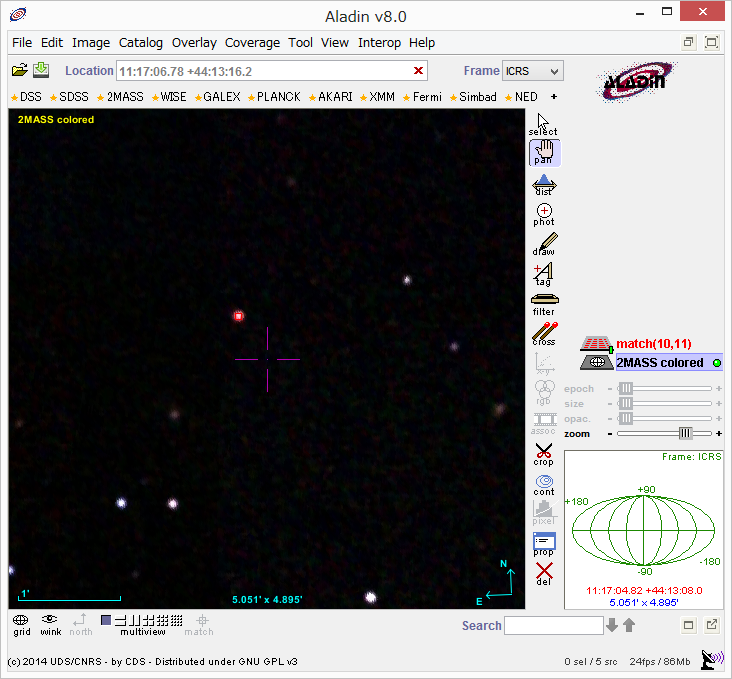 Aladin v8.0
File Edit Image Catalog Overlay Coverage Tool View Interop Help
Location 11:17:06.78 +44:13:16.2 Frame ICRS
ALADIN
DSS SDSS 2MASS WISE GALEX PLANCK AKARI XMM Fermi Simbad NED +
2MASS colored
select
pan
dist
phot
draw
tag
filter
cross
x-y
rgb
assoc
crop
cont
pixel
prop
del
match(10,11)
2MASS colored
epoch - +
size - +
opac. - +
zoom - +
Frame: ICRS
+90
+180
-180
-90
11:17:04.82 +44:13:08.0
5.051' x 4.895'
1'
5.051' x 4.895'
N
E
grid wink north multiview match
Search
(c) 2014 UDS/CNRS - by CDS - Distributed under GNU GPL v3 0 sel / 5 src 24fps / 86Mb